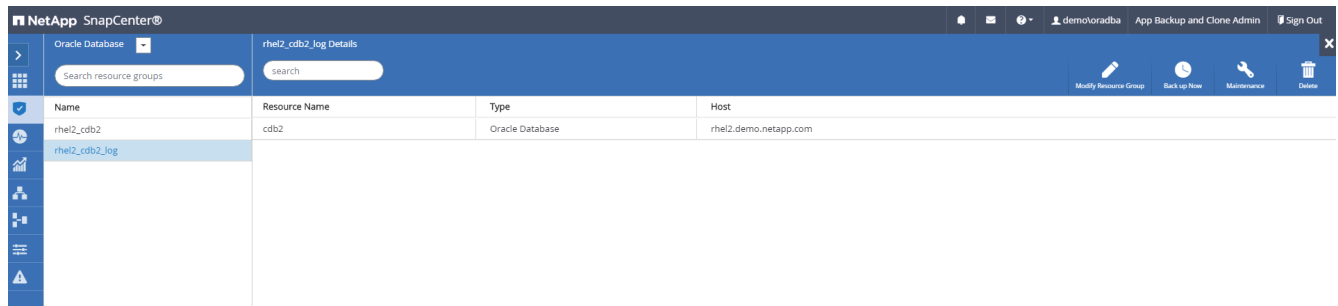 NetApp SnapCenter®
demo\oradba App Backup and Clone Admin Sign Out
Oracle Database
Search resource groups
Name
rhel2_cdb2
rhel2_cdb2_log
rhel2_cdb2_log Details
search
Modify Resource Group Back up Now Maintenance Delete
Resource Name Type Host
cdb2 Oracle Database rhel2.demo.netapp.com